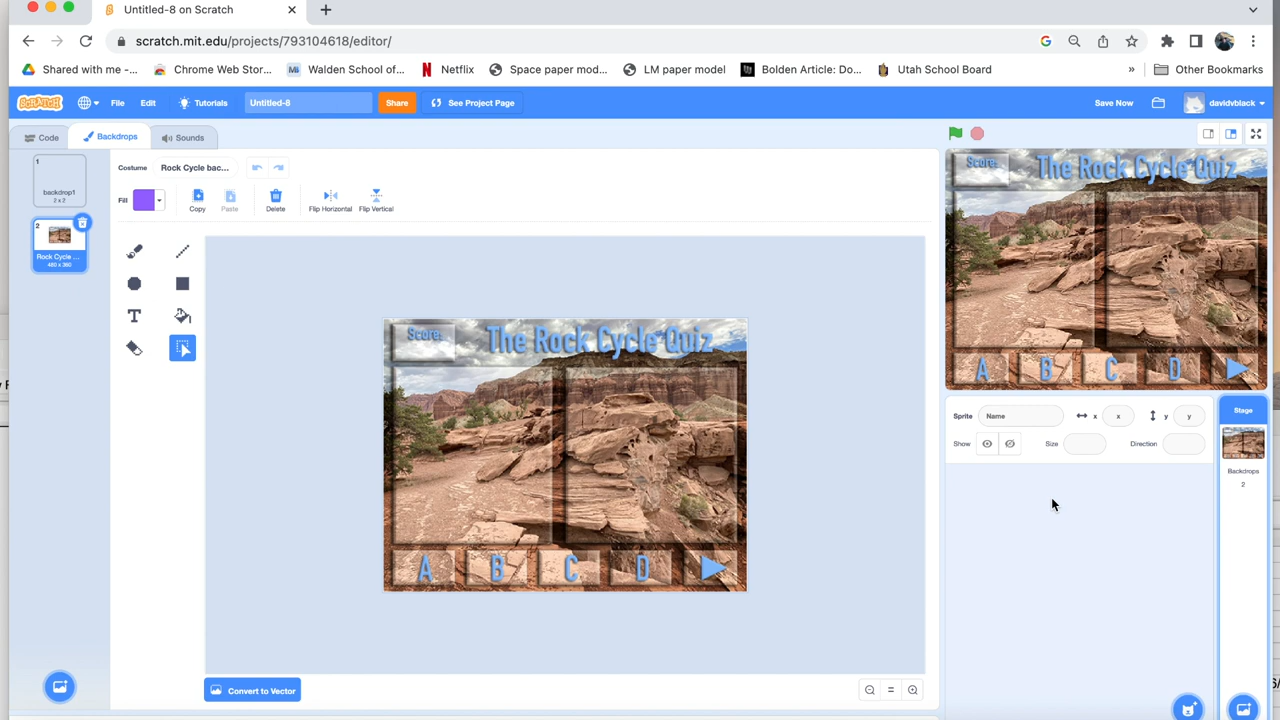 Untitled-8 on Scratch
scratch.mit.edu/projects/793104618/editor/
Shared with me -... Chrome Web Stor... Walden School of... Netflix Space paper mod... LM paper model Bolden Article: Do... Utah School Board » Other Bookmarks
SCRATCH File Edit Tutorials Untitled-8 Share See Project Page Save Now davidvblack
Code Backdrops Sounds
1
backdrop1
2 x 2
2
Rock Cycle ...
480 x 360
Costume Rock Cycle bac...
Fill Copy Paste Delete Flip Horizontal Flip Vertical
T
Score: The Rock Cycle Quiz
A B C D
Convert to Vector
Score: The Rock Cycle Quiz
A B C D
Sprite Name x x y y
Show Size Direction
Stage
Backdrops
2